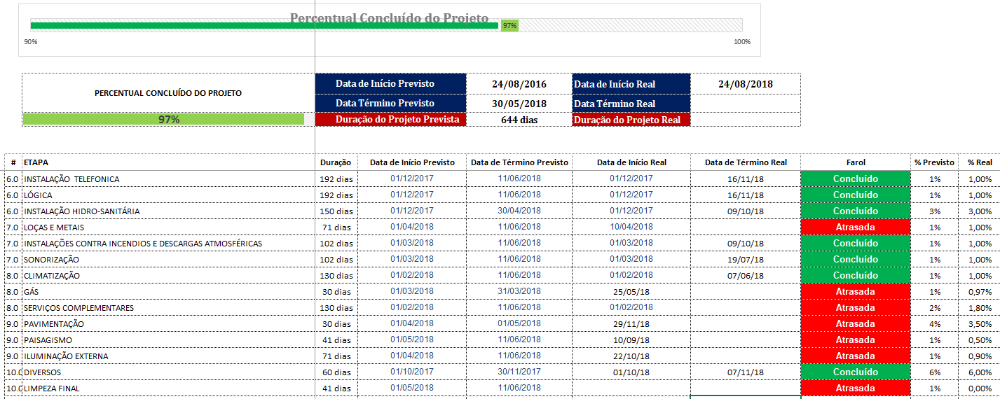 Percentual Concluído do Projeto
97%
90% 100%
PERCENTUAL CONCLUÍDO DO PROJETO
97%
Data de Início Previsto 24/08/2016 Data de Início Real 24/08/2018
Data Término Previsto 30/05/2018 Data Término Real
Duração do Projeto Prevista 644 dias Duração do Projeto Real
# ETAPA Duração Data de Início Previsto Data de Término Previsto Data de Início Real Data de Término Real Farol % Previsto % Real
6.0 INSTALAÇÃO TELEFONICA 192 dias 01/12/2017 11/06/2018 01/12/2017 16/11/18 Concluído 1% 1,00%
6.0 LÓGICA 192 dias 01/12/2017 11/06/2018 01/12/2017 16/11/18 Concluído 1% 1,00%
6.0 INSTALAÇÃO HIDRO-SANITÁRIA 150 dias 01/12/2017 30/04/2018 01/12/2017 09/10/18 Concluído 3% 3,00%
7.0 LOÇAS E METAIS 71 dias 01/04/2018 11/06/2018 10/04/2018 Atrasada 1% 1,00%
7.0 INSTALAÇÕES CONTRA INCENDIOS E DESCARGAS ATMOSFÉRICAS 102 dias 01/03/2018 11/06/2018 01/03/2018 09/10/18 Concluído 1% 1,00%
7.0 SONORIZAÇÃO 102 dias 01/03/2018 11/06/2018 01/03/2018 19/07/18 Concluído 1% 1,00%
8.0 CLIMATIZAÇÃO 130 dias 01/02/2018 11/06/2018 01/02/2018 07/06/18 Concluído 1% 1,00%
8.0 GÁS 30 dias 01/03/2018 31/03/2018 25/05/18 Atrasada 1% 0,97%
8.0 SERVIÇOS COMPLEMENTARES 130 dias 01/02/2018 11/06/2018 01/02/2018 Atrasada 2% 1,80%
9.0 PAVIMENTAÇÃO 30 dias 01/04/2018 01/05/2018 29/11/18 Atrasada 4% 3,50%
9.0 PAISAGISMO 41 dias 01/05/2018 11/06/2018 10/09/18 Atrasada 1% 0,50%
9.0 ILUMINAÇÃO EXTERNA 71 dias 01/04/2018 11/06/2018 22/10/18 Atrasada 1% 0,90%
10.0 DIVERSOS 60 dias 01/10/2017 30/11/2017 01/10/18 07/11/18 Concluído 6% 6,00%
10.0 LIMPEZA FINAL 41 dias 01/05/2018 11/06/2018 Atrasada 1% 0,00%